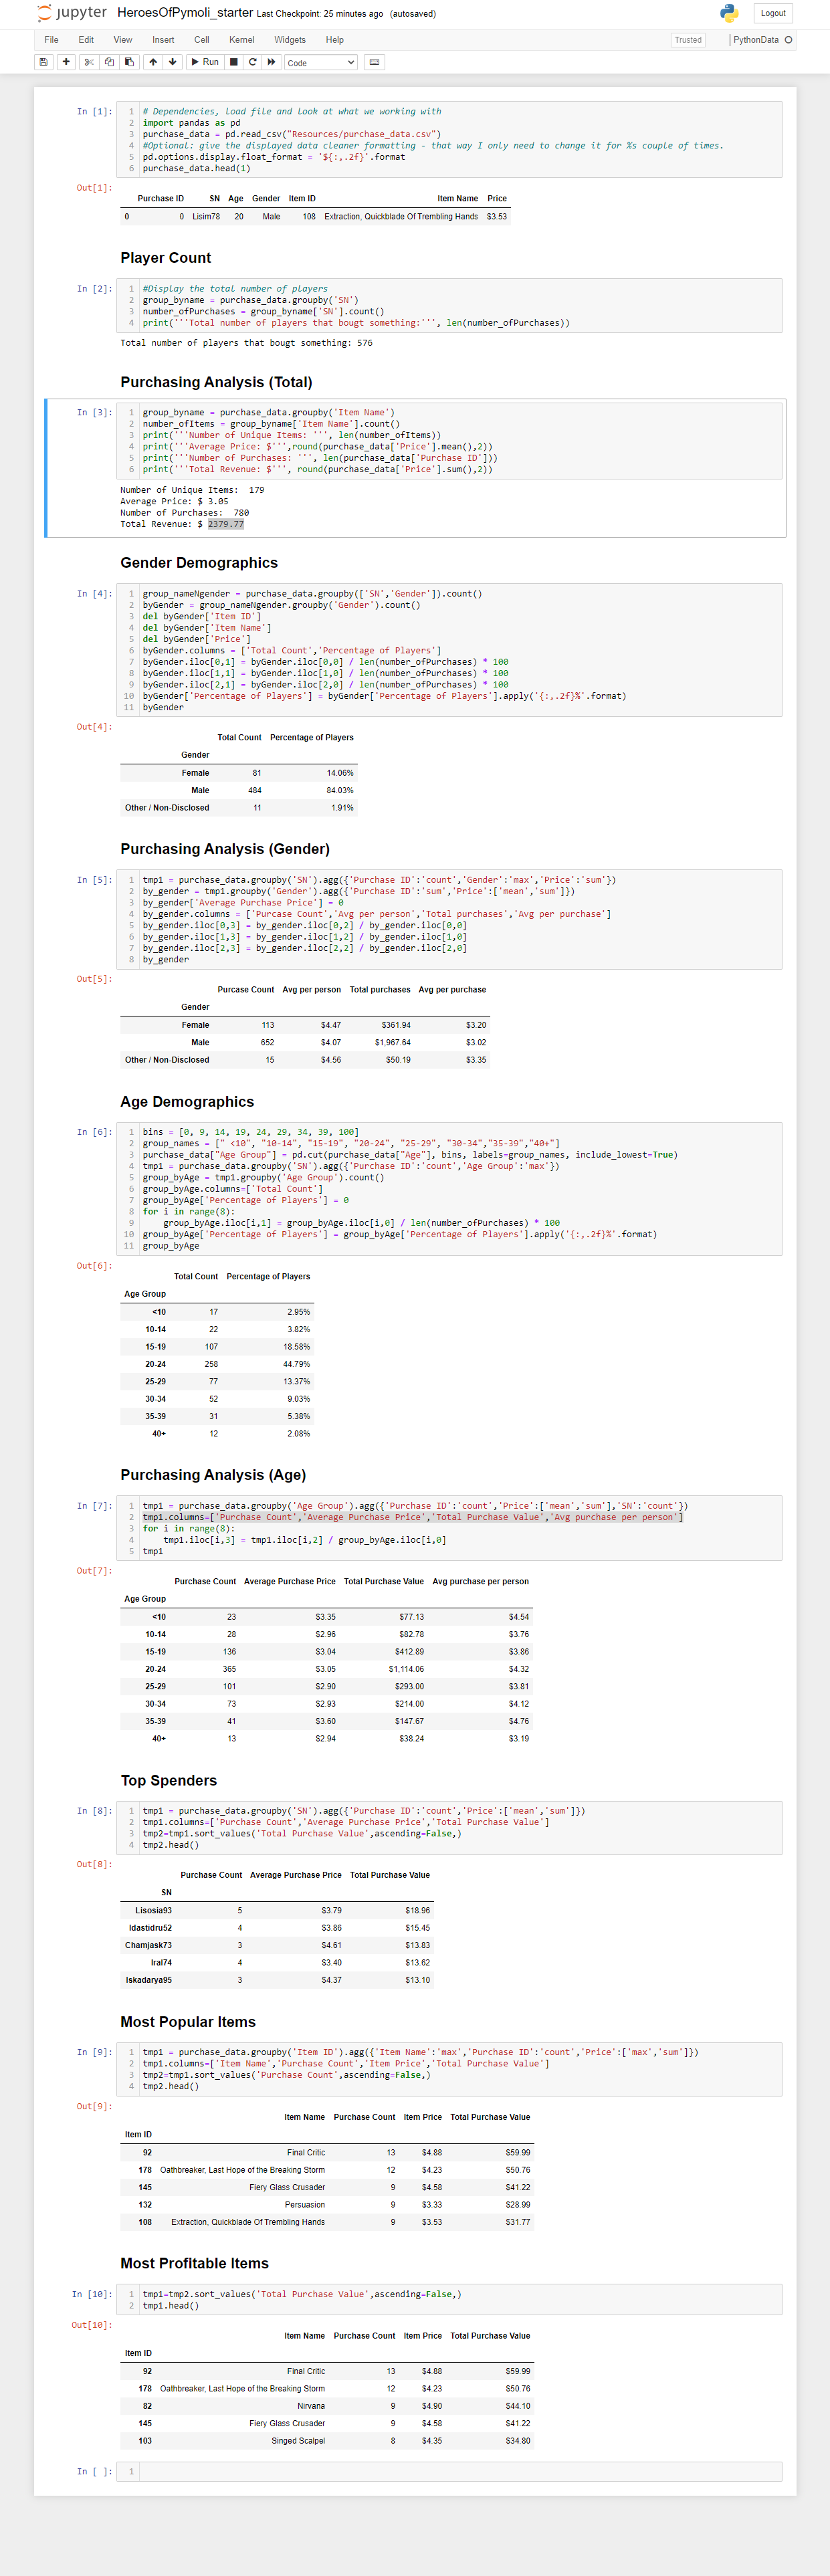 jupyter HeroesOfPymoli_starter Last Checkpoint: 25 minutes ago (autosaved) Logout
File Edit View Insert Cell Kernel Widgets Help Trusted PythonData
Run Code
In [1]:
1 # Dependencies, load file and look at what we working with
2 import pandas as pd
3 purchase_data = pd.read_csv("Resources/purchase_data.csv")
4 #Optional: give the displayed data cleaner formatting - that way I only need to change it for %s couple of times.
5 pd.options.display.float_format = '${:,.2f}'.format
6 purchase_data.head(1)
Out[1]:
Purchase ID SN Age Gender Item ID Item Name Price
0 0 Lisim78 20 Male 108 Extraction, Quickblade Of Trembling Hands $3.53
Player Count
In [2]:
1 #Display the total number of players
2 group_byname = purchase_data.groupby('SN')
3 number_ofPurchases = group_byname['SN'].count()
4 print('''Total number of players that bougt something:''', len(number_ofPurchases))
Total number of players that bougt something: 576
Purchasing Analysis (Total)
In [3]:
1 group_byname = purchase_data.groupby('Item Name')
2 number_ofItems = group_byname['Item Name'].count()
3 print('''Number of Unique Items: ''', len(number_ofItems))
4 print('''Average Price: $''',round(purchase_data['Price'].mean(),2))
5 print('''Number of Purchases: ''', len(purchase_data['Purchase ID']))
6 print('''Total Revenue: $''', round(purchase_data['Price'].sum(),2))
Number of Unique Items:  179
Average Price: $ 3.05
Number of Purchases:  780
Total Revenue: $ 2379.77
Gender Demographics
In [4]:
1 group_nameNgender = purchase_data.groupby(['SN','Gender']).count()
2 byGender = group_nameNgender.groupby('Gender').count()
3 del byGender['Item ID']
4 del byGender['Item Name']
5 del byGender['Price']
6 byGender.columns = ['Total Count','Percentage of Players']
7 byGender.iloc[0,1] = byGender.iloc[0,0] / len(number_ofPurchases) * 100
8 byGender.iloc[1,1] = byGender.iloc[1,0] / len(number_ofPurchases) * 100
9 byGender.iloc[2,1] = byGender.iloc[2,0] / len(number_ofPurchases) * 100
10 byGender['Percentage of Players'] = byGender['Percentage of Players'].apply('{:,.2f}%'.format)
11 byGender
Out[4]:
Total Count Percentage of Players
Gender
Female 81 14.06%
Male 484 84.03%
Other / Non-Disclosed 11 1.91%
Purchasing Analysis (Gender)
In [5]:
1 tmp1 = purchase_data.groupby('SN').agg({'Purchase ID':'count','Gender':'max','Price':'sum'})
2 by_gender = tmp1.groupby('Gender').agg({'Purchase ID':'sum','Price':['mean','sum']})
3 by_gender['Average Purchase Price'] = 0
4 by_gender.columns = ['Purcase Count','Avg per person','Total purchases','Avg per purchase']
5 by_gender.iloc[0,3] = by_gender.iloc[0,2] / by_gender.iloc[0,0]
6 by_gender.iloc[1,3] = by_gender.iloc[1,2] / by_gender.iloc[1,0]
7 by_gender.iloc[2,3] = by_gender.iloc[2,2] / by_gender.iloc[2,0]
8 by_gender
Out[5]:
Purcase Count Avg per person Total purchases Avg per purchase
Gender
Female 113 $4.47 $361.94 $3.20
Male 652 $4.07 $1,967.64 $3.02
Other / Non-Disclosed 15 $4.56 $50.19 $3.35
Age Demographics
In [6]:
1 bins = [0, 9, 14, 19, 24, 29, 34, 39, 100]
2 group_names = [" <10", "10-14", "15-19", "20-24", "25-29", "30-34","35-39","40+"]
3 purchase_data["Age Group"] = pd.cut(purchase_data["Age"], bins, labels=group_names, include_lowest=True)
4 tmp1 = purchase_data.groupby('SN').agg({'Purchase ID':'count','Age Group':'max'})
5 group_byAge = tmp1.groupby('Age Group').count()
6 group_byAge.columns=['Total Count']
7 group_byAge['Percentage of Players'] = 0
8 for i in range(8):
9     group_byAge.iloc[i,1] = group_byAge.iloc[i,0] / len(number_ofPurchases) * 100
10 group_byAge['Percentage of Players'] = group_byAge['Percentage of Players'].apply('{:,.2f}%'.format)
11 group_byAge
Out[6]:
Total Count Percentage of Players
Age Group
<10 17 2.95%
10-14 22 3.82%
15-19 107 18.58%
20-24 258 44.79%
25-29 77 13.37%
30-34 52 9.03%
35-39 31 5.38%
40+ 12 2.08%
Purchasing Analysis (Age)
In [7]:
1 tmp1 = purchase_data.groupby('Age Group').agg({'Purchase ID':'count','Price':['mean','sum'],'SN':'count'})
2 tmp1.columns=['Purchase Count','Average Purchase Price','Total Purchase Value','Avg purchase per person']
3 for i in range(8):
4     tmp1.iloc[i,3] = tmp1.iloc[i,2] / group_byAge.iloc[i,0]
5 tmp1
Out[7]:
Purchase Count Average Purchase Price Total Purchase Value Avg purchase per person
Age Group
<10 23 $3.35 $77.13 $4.54
10-14 28 $2.96 $82.78 $3.76
15-19 136 $3.04 $412.89 $3.86
20-24 365 $3.05 $1,114.06 $4.32
25-29 101 $2.90 $293.00 $3.81
30-34 73 $2.93 $214.00 $4.12
35-39 41 $3.60 $147.67 $4.76
40+ 13 $2.94 $38.24 $3.19
Top Spenders
In [8]:
1 tmp1 = purchase_data.groupby('SN').agg({'Purchase ID':'count','Price':['mean','sum']})
2 tmp1.columns=['Purchase Count','Average Purchase Price','Total Purchase Value']
3 tmp2=tmp1.sort_values('Total Purchase Value',ascending=False,)
4 tmp2.head()
Out[8]:
Purchase Count Average Purchase Price Total Purchase Value
SN
Lisosia93 5 $3.79 $18.96
Idastidru52 4 $3.86 $15.45
Chamjask73 3 $4.61 $13.83
Iral74 4 $3.40 $13.62
Iskadarya95 3 $4.37 $13.10
Most Popular Items
In [9]:
1 tmp1 = purchase_data.groupby('Item ID').agg({'Item Name':'max','Purchase ID':'count','Price':['max','sum']})
2 tmp1.columns=['Item Name','Purchase Count','Item Price','Total Purchase Value']
3 tmp2=tmp1.sort_values('Purchase Count',ascending=False,)
4 tmp2.head()
Out[9]:
Item Name Purchase Count Item Price Total Purchase Value
Item ID
92 Final Critic 13 $4.88 $59.99
178 Oathbreaker, Last Hope of the Breaking Storm 12 $4.23 $50.76
145 Fiery Glass Crusader 9 $4.58 $41.22
132 Persuasion 9 $3.33 $28.99
108 Extraction, Quickblade Of Trembling Hands 9 $3.53 $31.77
Most Profitable Items
In [10]:
1 tmp1=tmp2.sort_values('Total Purchase Value',ascending=False,)
2 tmp1.head()
Out[10]:
Item Name Purchase Count Item Price Total Purchase Value
Item ID
92 Final Critic 13 $4.88 $59.99
178 Oathbreaker, Last Hope of the Breaking Storm 12 $4.23 $50.76
82 Nirvana 9 $4.90 $44.10
145 Fiery Glass Crusader 9 $4.58 $41.22
103 Singed Scalpel 8 $4.35 $34.80
In [ ]:
1